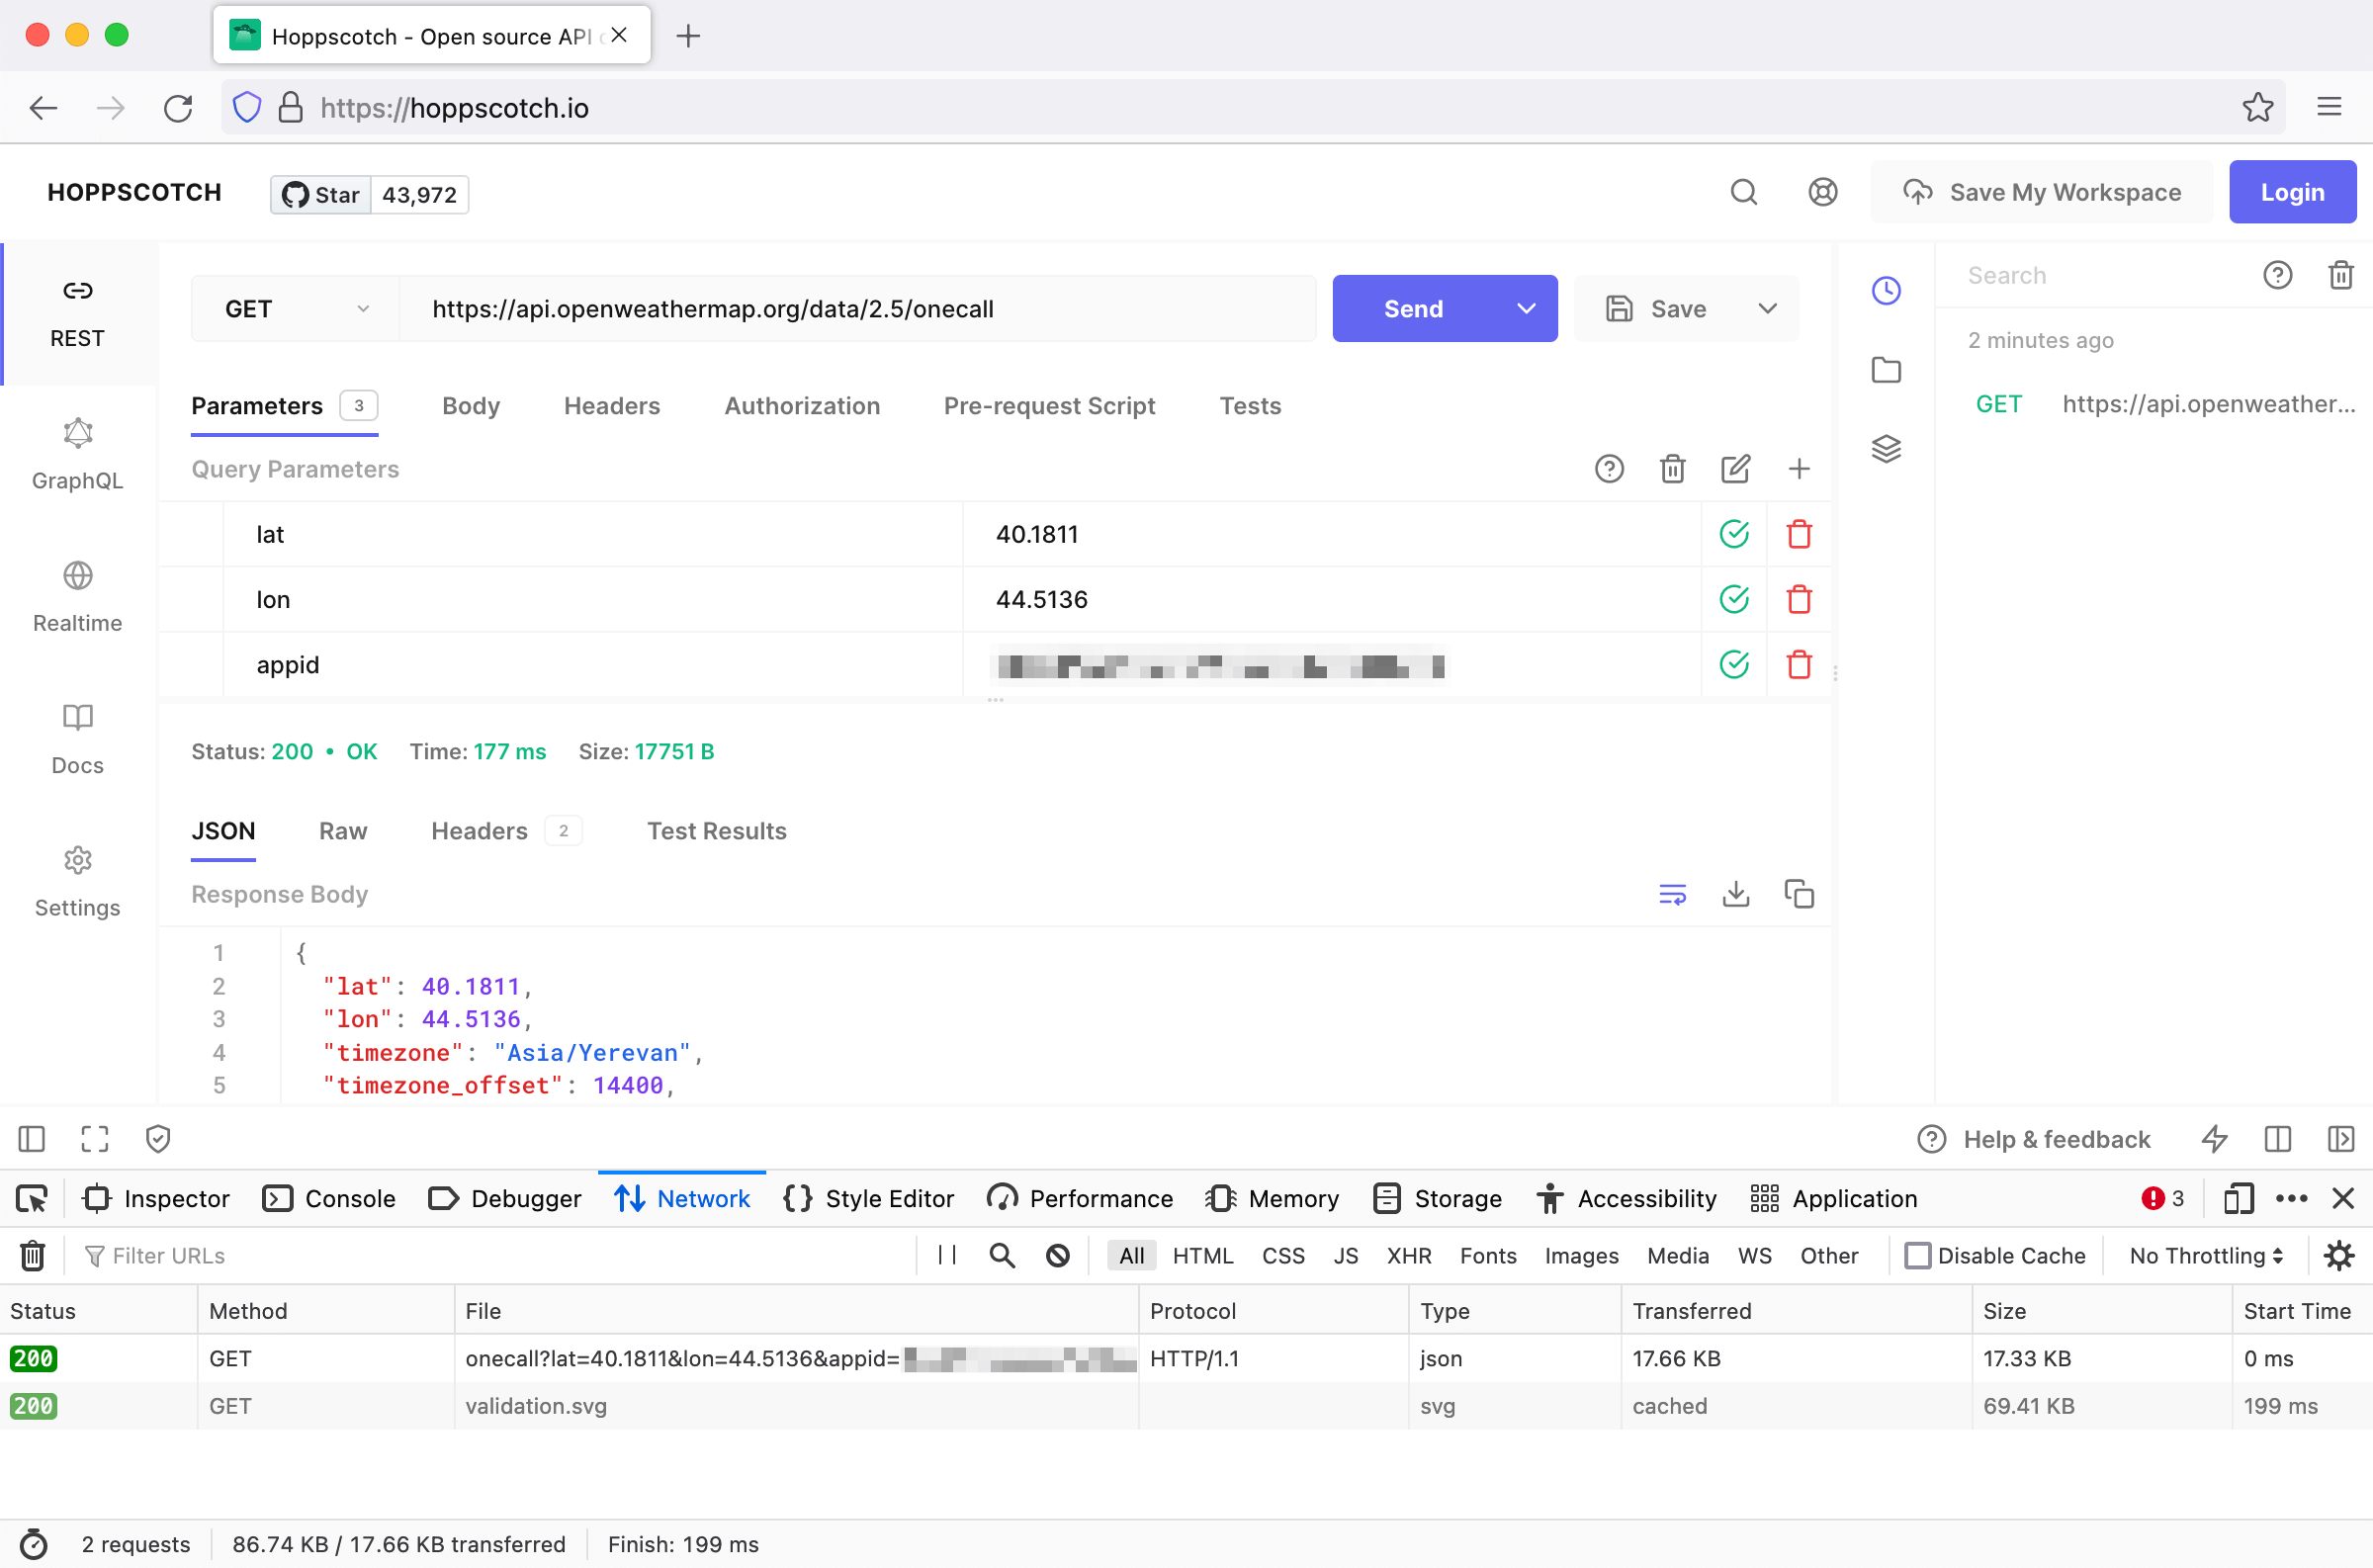 Hoppscotch - Open source API
https://hoppscotch.io
HOPPSCOTCH
Star 43,972
Save My Workspace
Login
REST
GraphQL
Realtime
Docs
Settings
GET https://api.openweathermap.org/data/2.5/onecall
Send
Save
Parameters 3 Body Headers Authorization Pre-request Script Tests
Query Parameters
lat 40.1811
lon 44.5136
appid
Status: 200 • OK Time: 177 ms Size: 17751 B
JSON Raw Headers 2 Test Results
Response Body
1 {
2 "lat": 40.1811,
3 "lon": 44.5136,
4 "timezone": "Asia/Yerevan",
5 "timezone_offset": 14400,
Search
2 minutes ago
GET https://api.openweather...
Help & feedback
Inspector Console Debugger Network Style Editor Performance Memory Storage Accessibility Application 3
Filter URLs All HTML CSS JS XHR Fonts Images Media WS Other Disable Cache No Throttling
Status Method File Protocol Type Transferred Size Start Time
200 GET onecall?lat=40.1811&lon=44.5136&appid= HTTP/1.1 json 17.66 KB 17.33 KB 0 ms
200 GET validation.svg svg cached 69.41 KB 199 ms
2 requests 86.74 KB / 17.66 KB transferred Finish: 199 ms